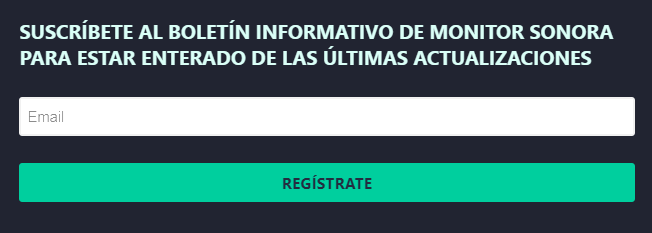 SUSCRÍBETE AL BOLETÍN INFORMATIVO DE MONITOR SONORA
PARA ESTAR ENTERADO DE LAS ÚLTIMAS ACTUALIZACIONES
Email
REGÍSTRATE